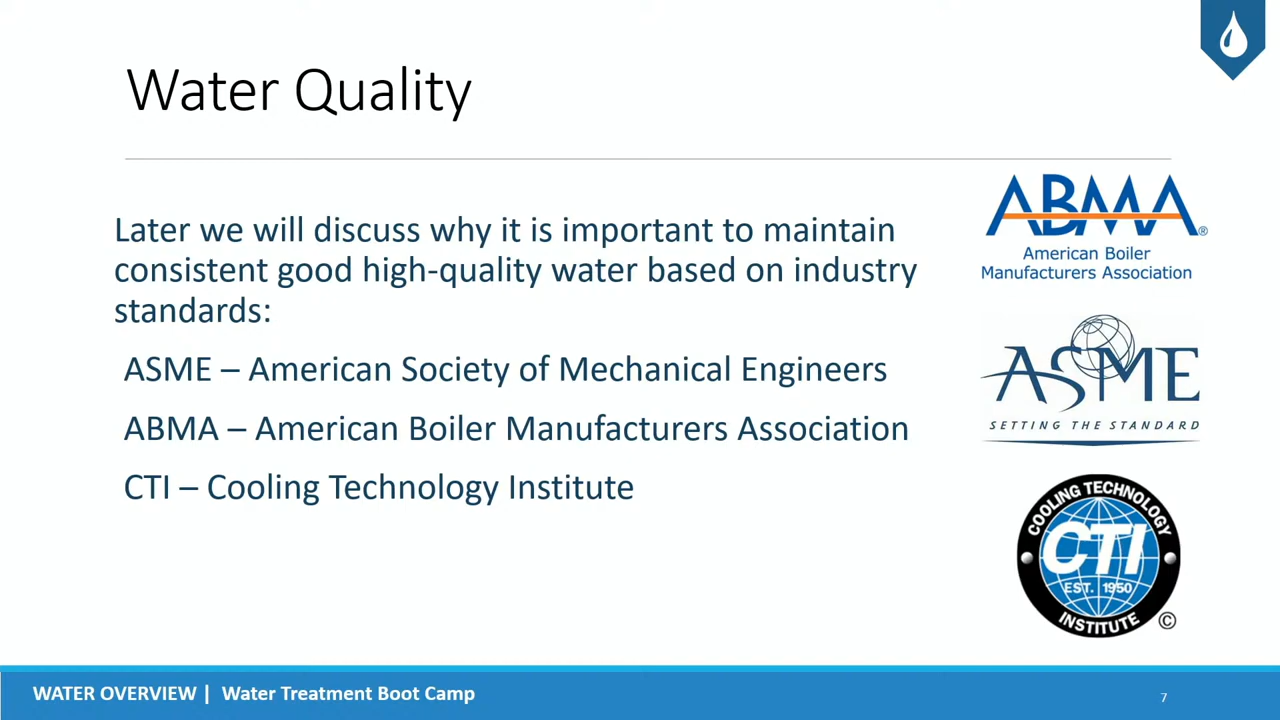 Water Quality
Later we will discuss why it is important to maintain
consistent good high-quality water based on industry
standards:
ASME – American Society of Mechanical Engineers
ABMA – American Boiler Manufacturers Association
CTI – Cooling Technology Institute
ABMA®
American Boiler
Manufacturers Association
ASME
SETTING THE STANDARD
COOLING TECHNOLOGY
CTI
EST. 1950
INSTITUTE
©
WATER OVERVIEW | Water Treatment Boot Camp
7